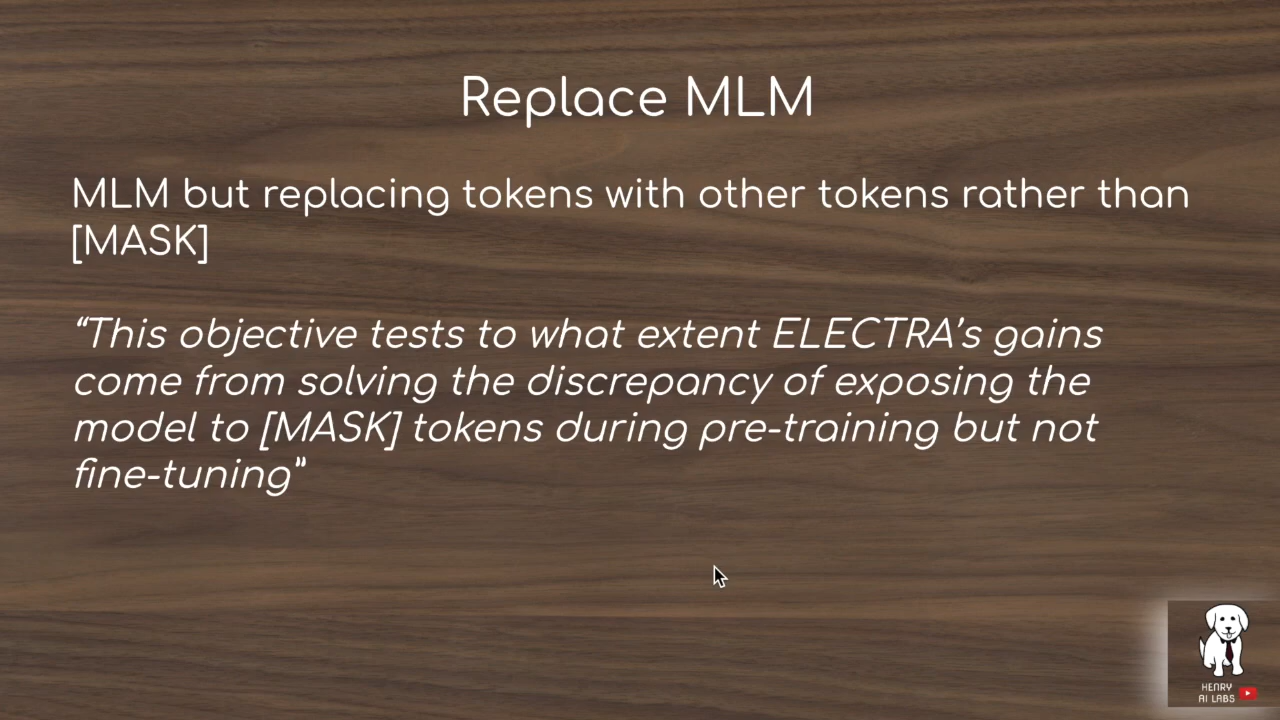 Replace MLM
MLM but replacing tokens with other tokens rather than
[MASK]
“This objective tests to what extent ELECTRA’s gains
come from solving the discrepancy of exposing the
model to [MASK] tokens during pre-training but not
fine-tuning”
HENRY
AI LABS